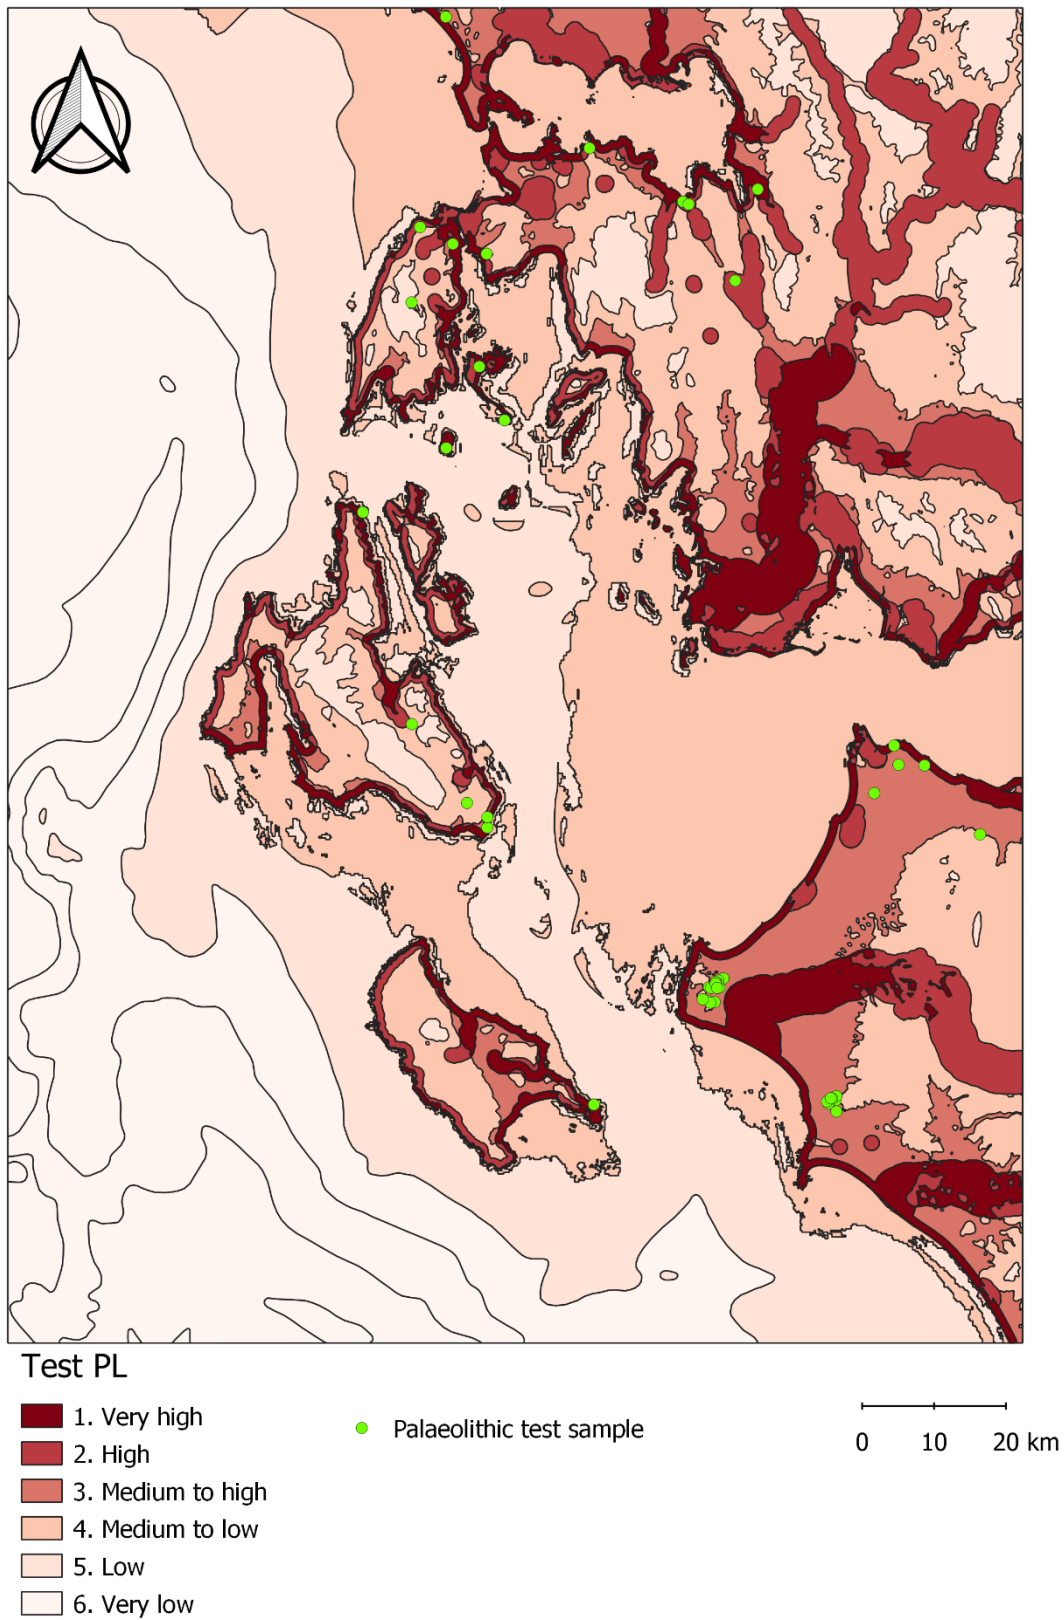 Test PL
1. Very high
2. High
3. Medium to high
4. Medium to low
5. Low
6. Very low
Palaeolithic test sample
0 10 20 km